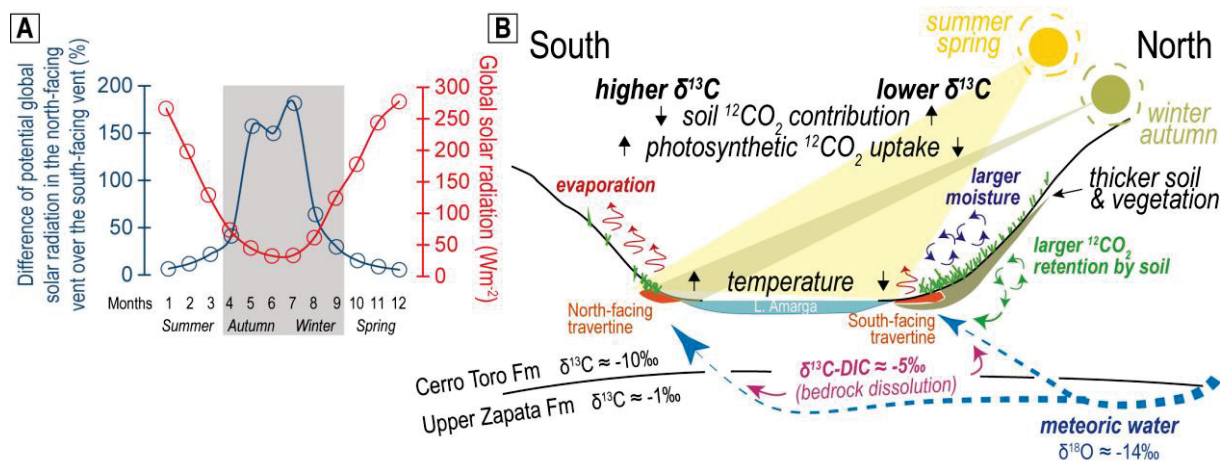 A
Difference of potential global
solar radiation in the north-facing
vent over the south-facing vent (%)
200
150
100
50
0
300
250
200
150
100
50
0
Global solar radiation (Wm⁻²)
Months 1 2 3 4 5 6 7 8 9 10 11 12
Summer Autumn Winter Spring
B
South
North
summer
spring
winter
autumn
higher δ¹³C
lower δ¹³C
soil ¹²CO₂ contribution
photosynthetic ¹²CO₂ uptake
evaporation
larger
moisture
thicker soil
& vegetation
larger ¹²CO₂
retention by soil
temperature
North-facing
travertine
L. Amarga
South-facing
travertine
Cerro Toro Fm δ¹³C ≈ -10‰
Upper Zapata Fm δ¹³C ≈ -1‰
δ¹³C-DIC ≈ -5‰
(bedrock dissolution)
meteoric water
δ¹⁸O ≈ -14‰